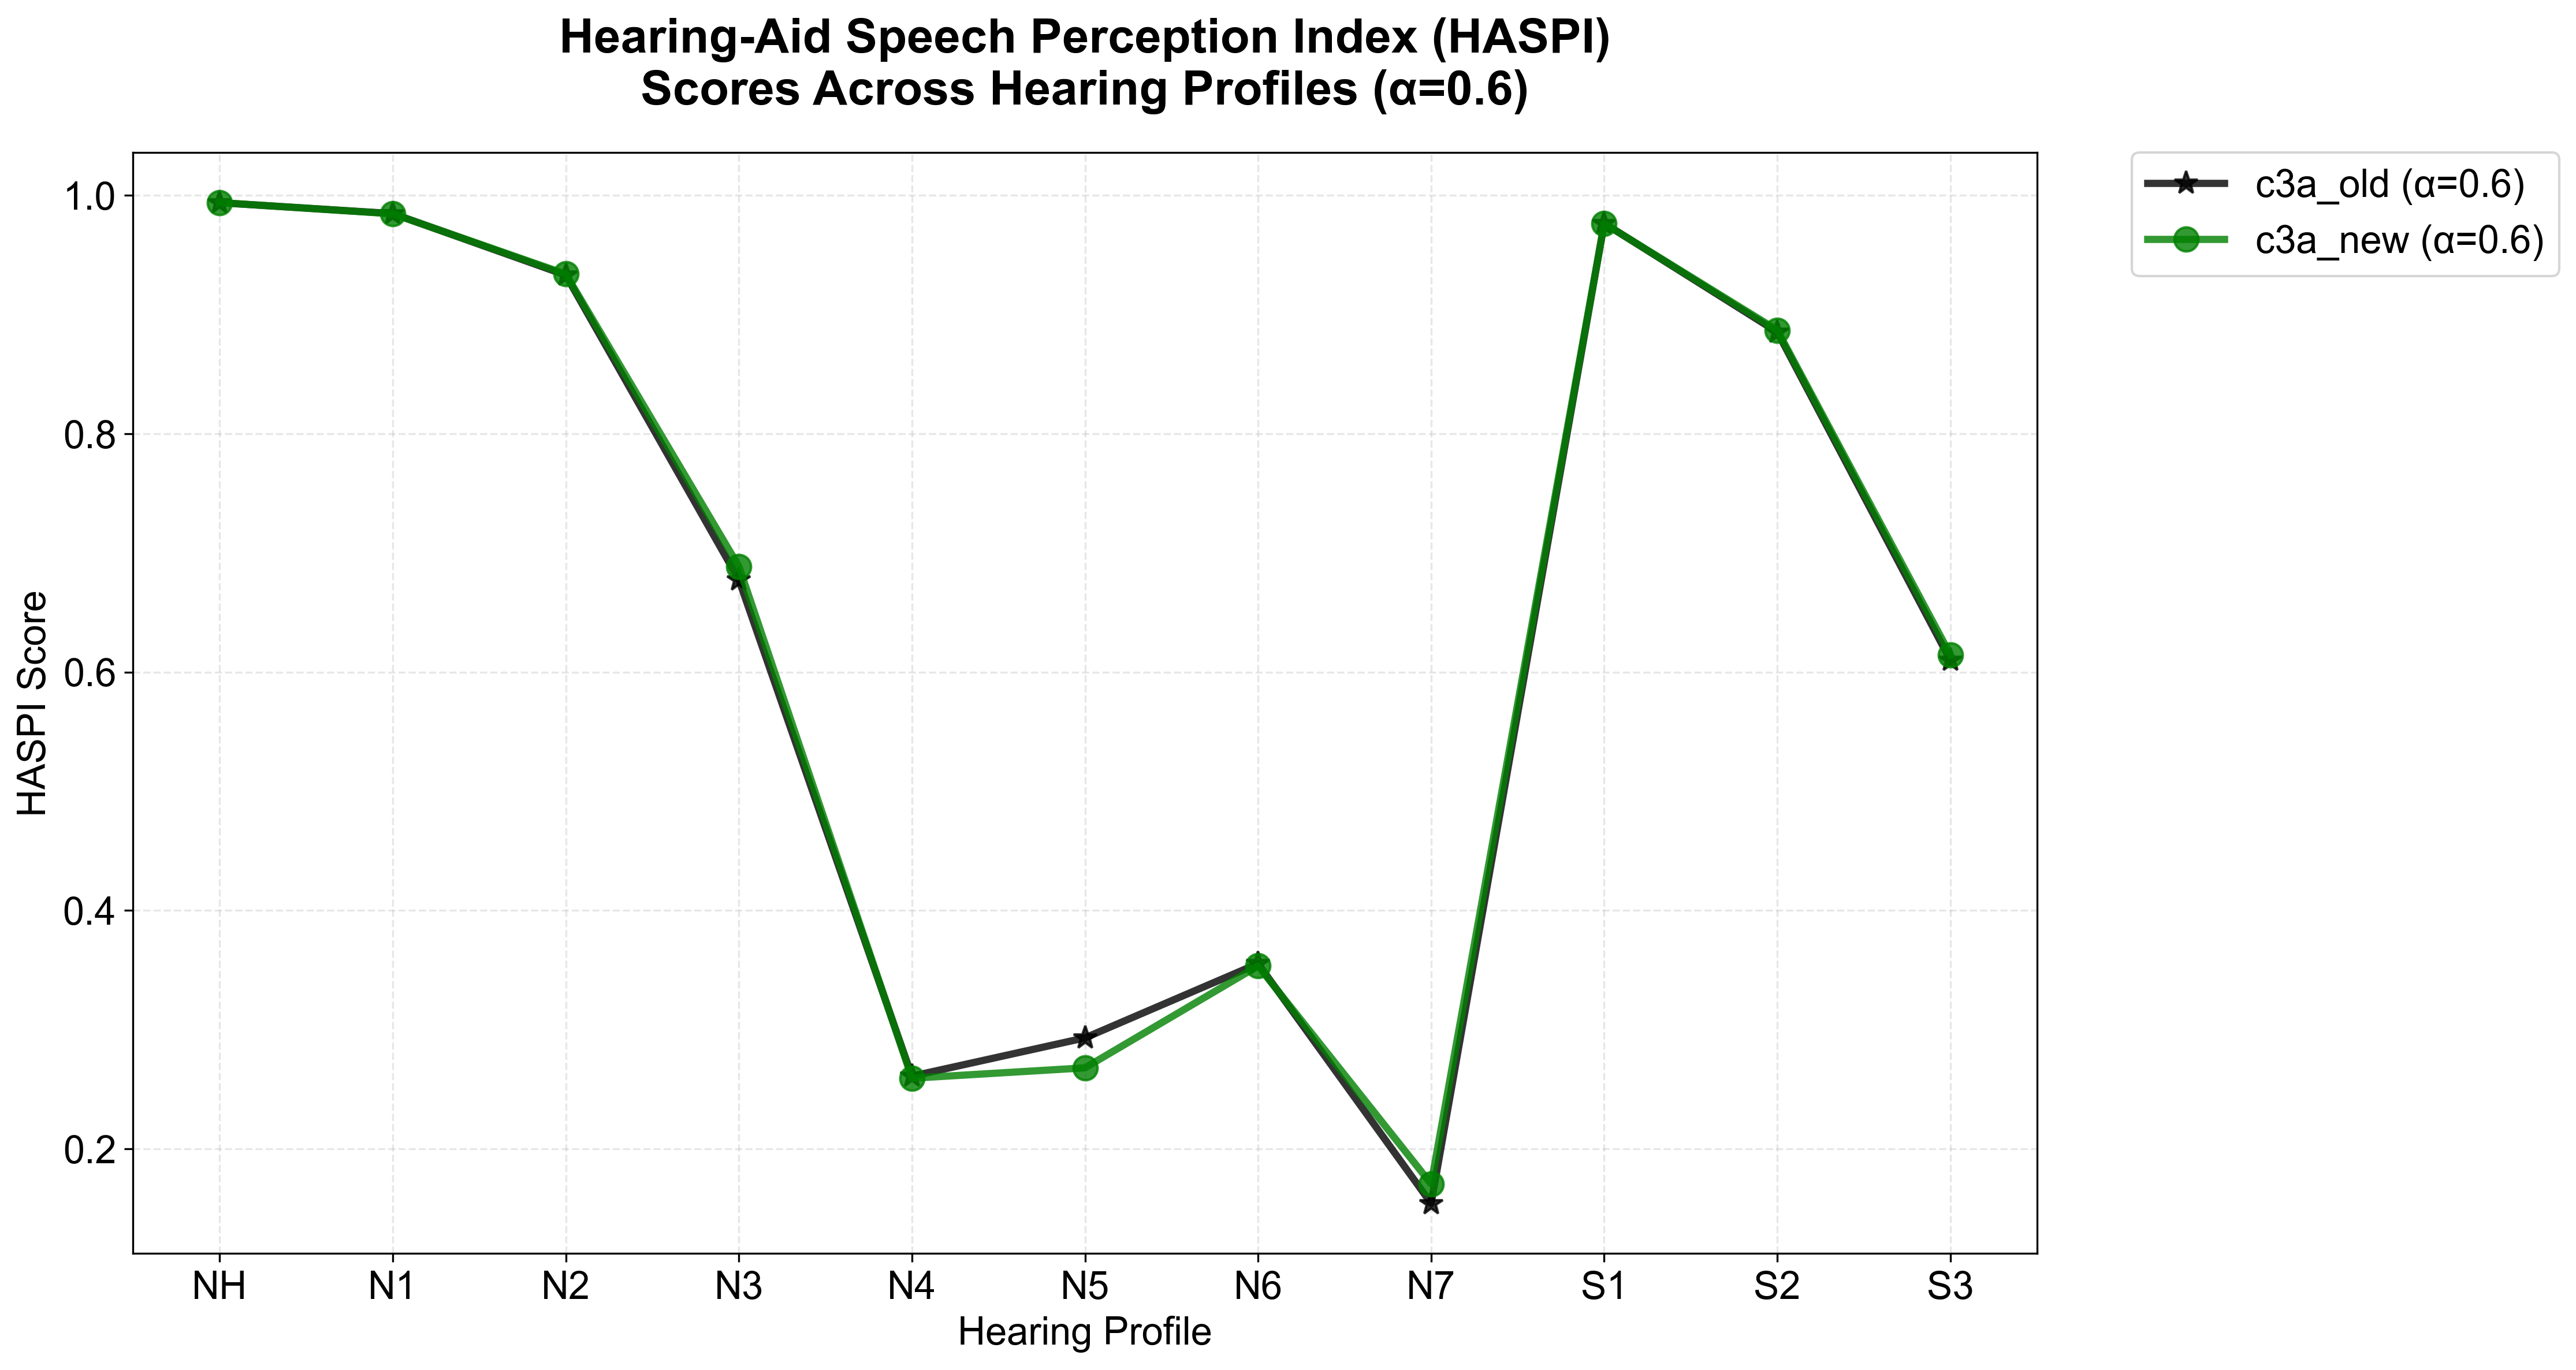 Hearing-Aid Speech Perception Index (HASPI)
Scores Across Hearing Profiles (α=0.6)
c3a_old (α=0.6)
c3a_new (α=0.6)
HASPI Score
1.0
0.8
0.6
0.4
0.2
NH N1 N2 N3 N4 N5 N6 N7 S1 S2 S3
Hearing Profile